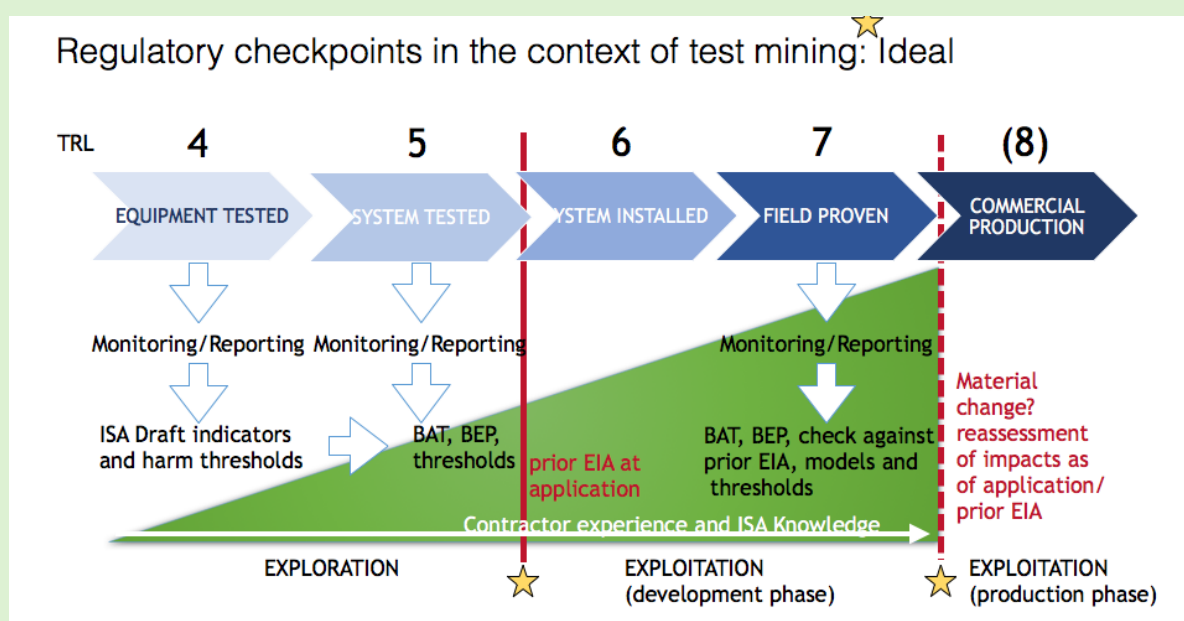 Regulatory checkpoints in the context of test mining: Ideal
TRL 4 5 6 7 (8)
EQUIPMENT TESTED
SYSTEM TESTED
YSTEM INSTALLED
FIELD PROVEN
COMMERCIAL
PRODUCTION
Monitoring/Reporting
Monitoring/Reporting
Monitoring/Reporting
ISA Draft indicators
and harm thresholds
BAT, BEP,
thresholds
prior EIA at
application
BAT, BEP, check against
prior EIA, models and
thresholds
Material
change?
reassessment
of impacts as
of application/
prior EIA
Contractor experience and ISA Knowledge
EXPLORATION
EXPLOITATION
(development phase)
EXPLOITATION
(production phase)